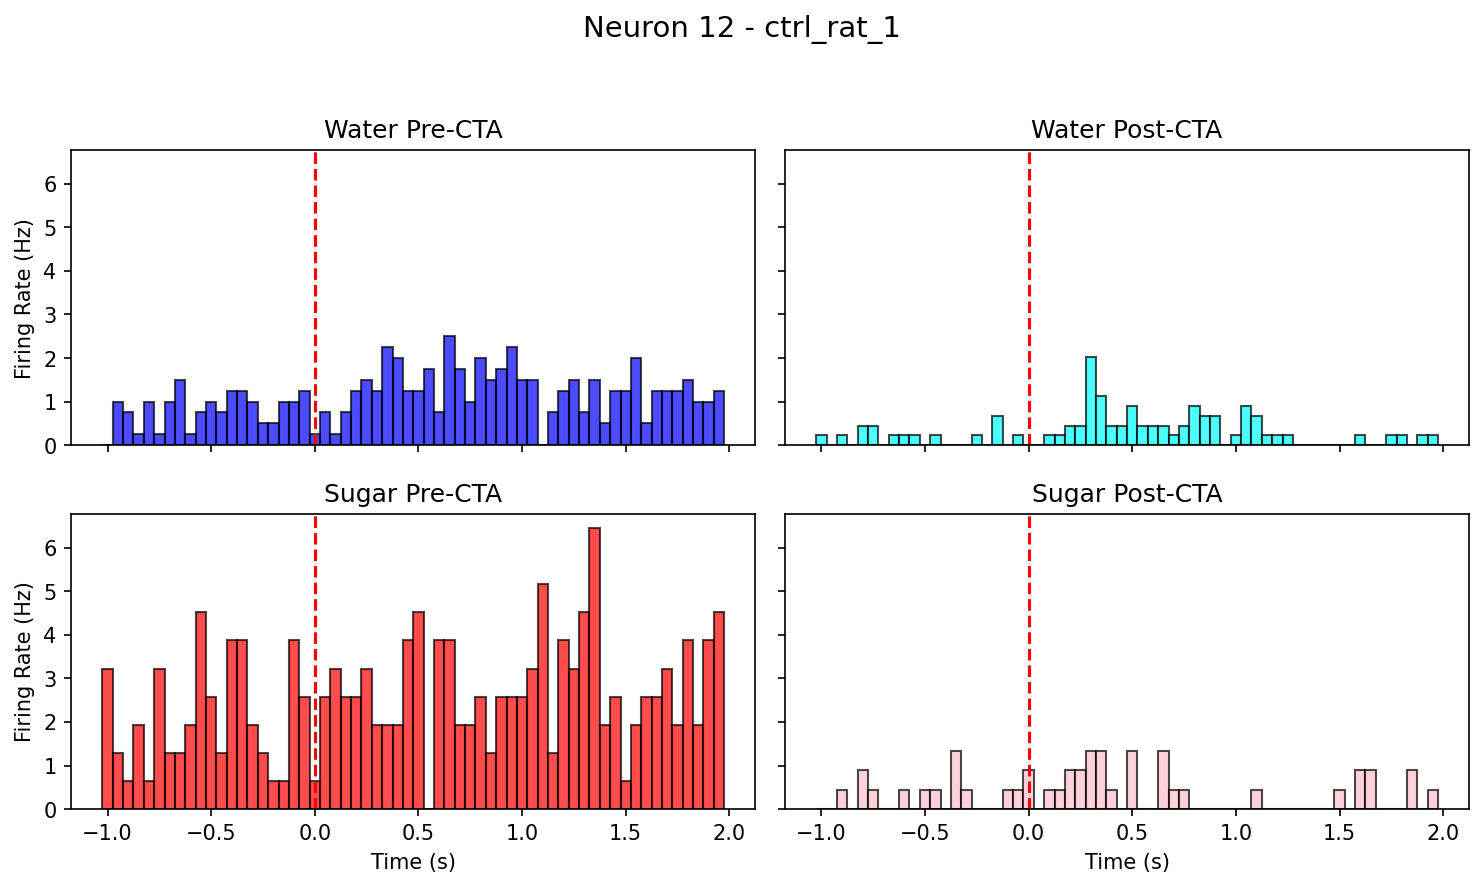 Neuron 12 - ctrl_rat_1
Water Pre-CTA
Water Post-CTA
Firing Rate (Hz)
6
5
4
3
2
1
0
Sugar Pre-CTA
Sugar Post-CTA
Firing Rate (Hz)
6
5
4
3
2
1
0
−1.0 −0.5 0.0 0.5 1.0 1.5 2.0
−1.0 −0.5 0.0 0.5 1.0 1.5 2.0
Time (s)
Time (s)